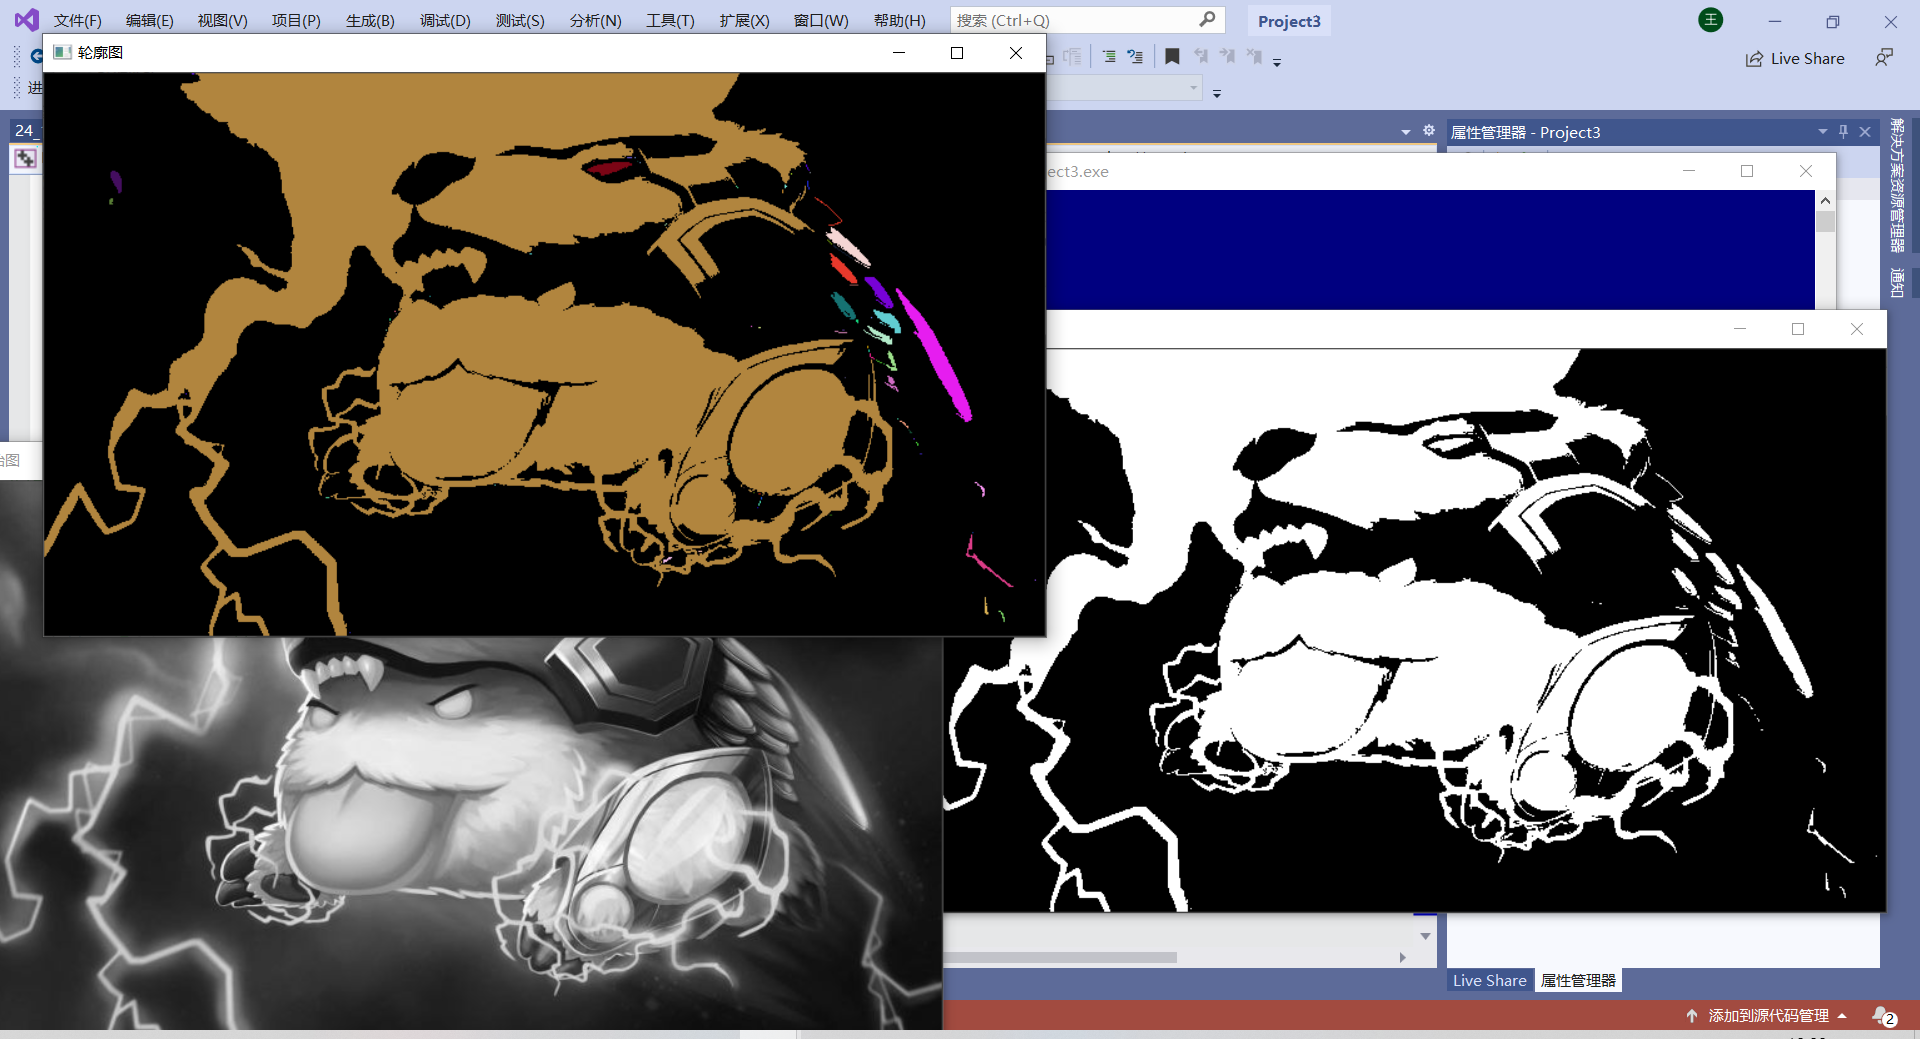 文件(F) 编辑(E) 视图(V) 项目(P) 生成(B) 调试(D) 测试(S) 分析(N) 工具(T) 扩展(X) 窗口(W) 帮助(H) 搜索 (Ctrl+Q) Project3 王
轮廓图
Live Share
进
24_
属性管理器 - Project3
ect3.exe
解决方案资源管理器
通知
始图
Live Share 属性管理器
添加到源代码管理 2